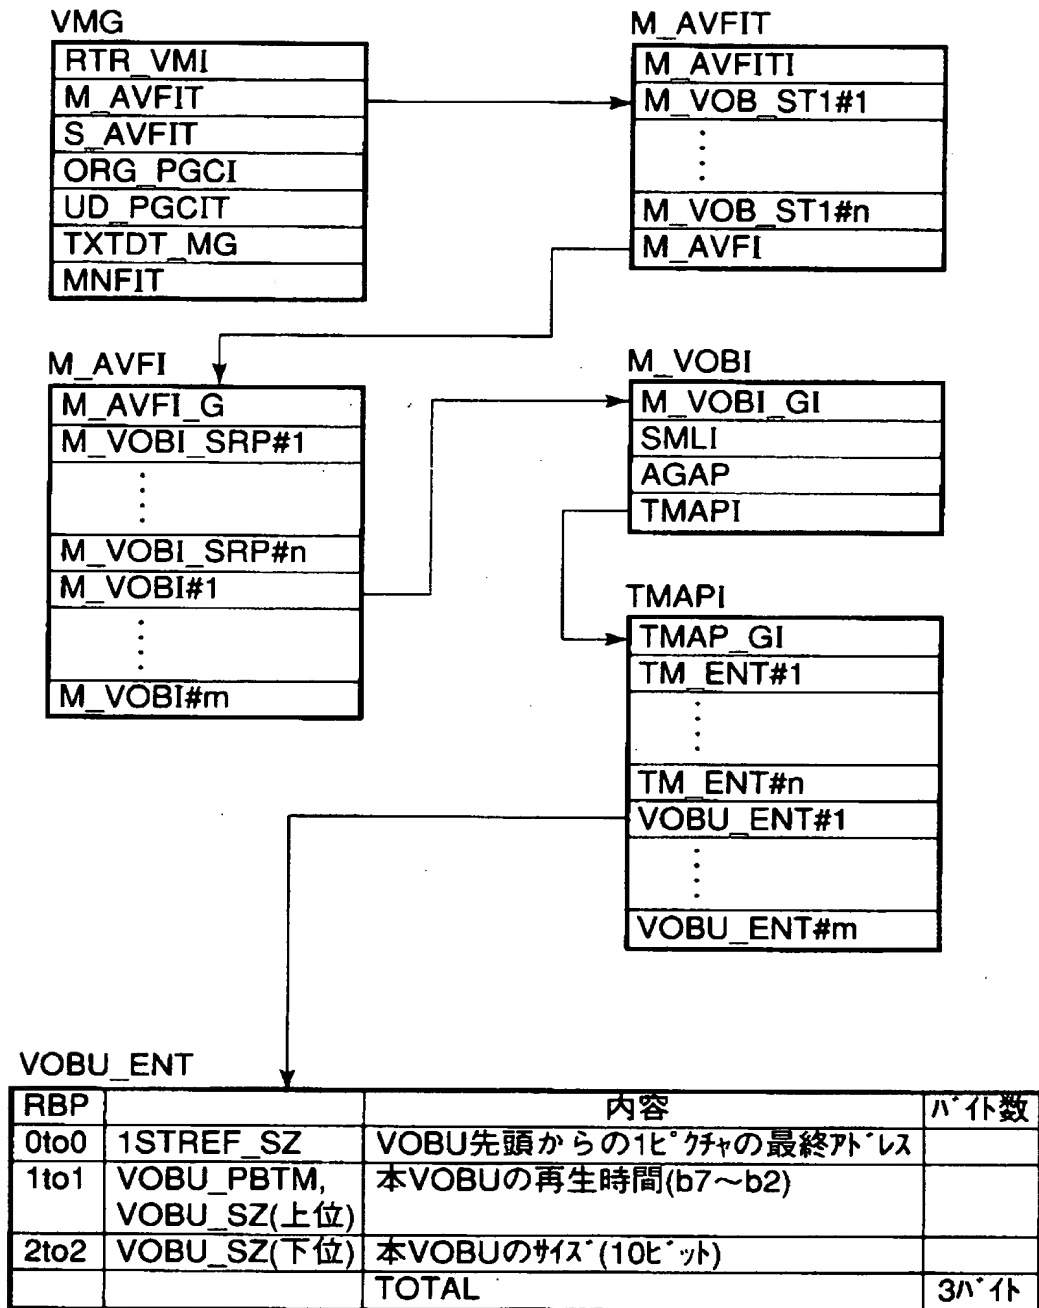 VMG
RTR_VMI
M_AVFIT
S_AVFIT
ORG_PGCI
UD_PGCIT
TXTDT_MG
MNFIT
M_AVFIT
M_AVFITI
M_VOB_ST1#1
M_VOB_ST1#n
M_AVFI
M_AVFI
M_AVFI_G
M_VOBI_SRP#1
M_VOBI_SRP#n
M_VOBI#1
M_VOBI#m
M_VOBI
M_VOBI_GI
SMLI
AGAP
TMAPI
TMAPI
TMAP_GI
TM_ENT#1
TM_ENT#n
VOBU_ENT#1
VOBU_ENT#m
VOBU_ENT
RBP 内容 ﾊﾞｲﾄ数
0to0 1STREF_SZ VOBU先頭からの1ﾋﾟｸﾁｬの最終ｱﾄﾞﾚｽ
1to1 VOBU_PBTM, 本VOBUの再生時間(b7～b2)
VOBU_SZ(上位)
2to2 VOBU_SZ(下位) 本VOBUのｻｲｽﾞ(10ﾋﾞｯﾄ)
TOTAL 3ﾊﾞｲﾄ